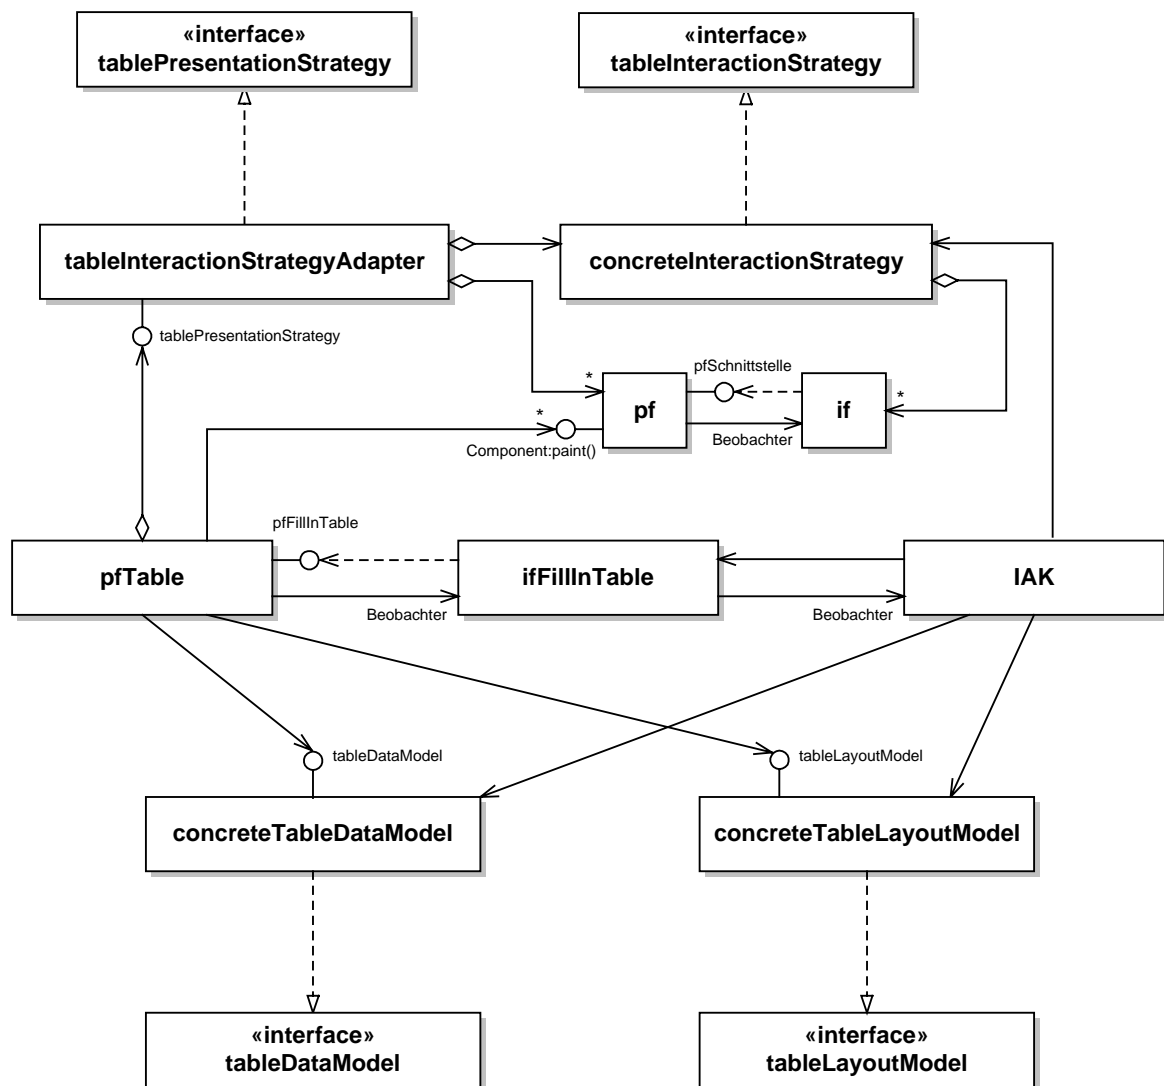 «interface»
tablePresentationStrategy
«interface»
tableInteractionStrategy
tableInteractionStrategyAdapter
concreteInteractionStrategy
tablePresentationStrategy
pfSchnittstelle
*
pf
if
*
*
Beobachter
Component:paint()
pfFillInTable
pfTable
ifFillInTable
IAK
Beobachter
Beobachter
tableDataModel
tableLayoutModel
concreteTableDataModel
concreteTableLayoutModel
«interface»
tableDataModel
«interface»
tableLayoutModel